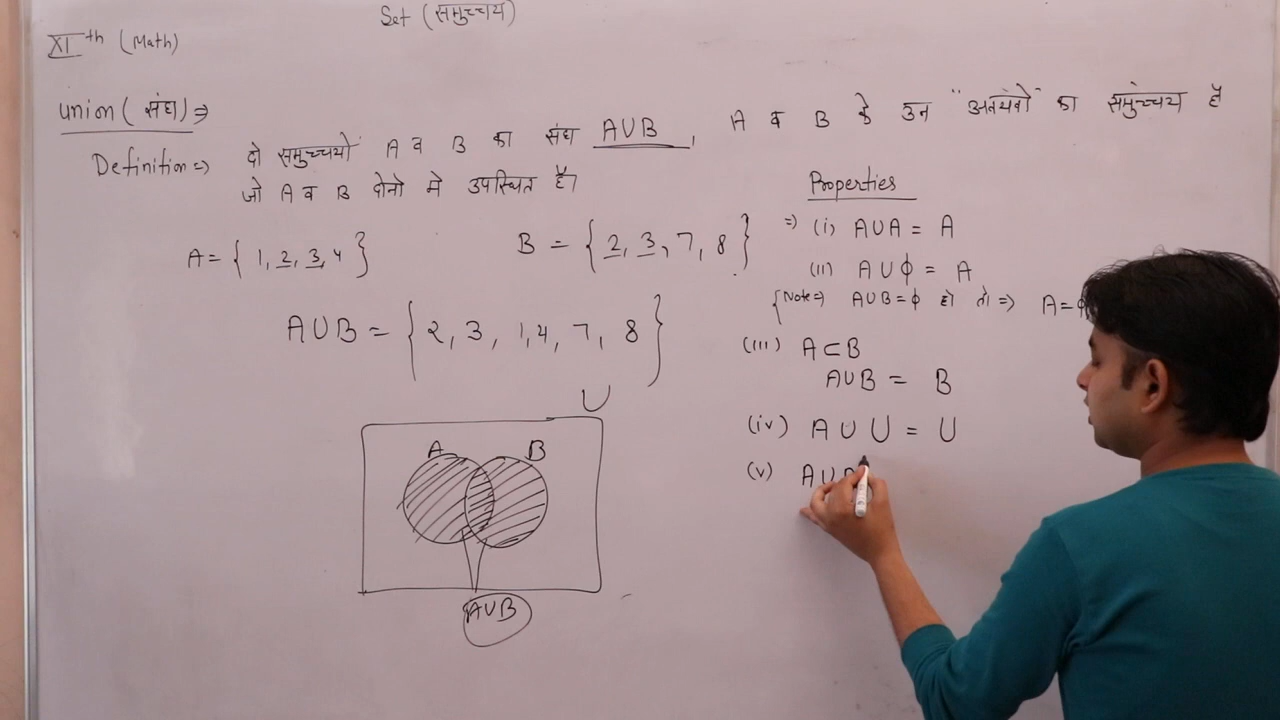 Set (समुच्चय)
XIth (Math)
Union (संघ) ⇒
Definition ⇒ दो समुच्चयों A व B का संघ A∪B, A व B के उन "अवयवों" का समुच्चय है
जो A व B दोनो मे उपस्थित है।
A = { 1, 2, 3, 4 }
B = { 2, 3, 7, 8 }
A∪B = { 2, 3, 1, 4, 7, 8 }
U
A B
A∪B
Properties
⇒ (i) A∪A = A
(ii) A∪ϕ = A
{Note ⇒ A∪B = ϕ हो तो ⇒ A = ϕ
(iii) A⊂B
A∪B = B
(iv) A ∪ U = U
(v) A∪